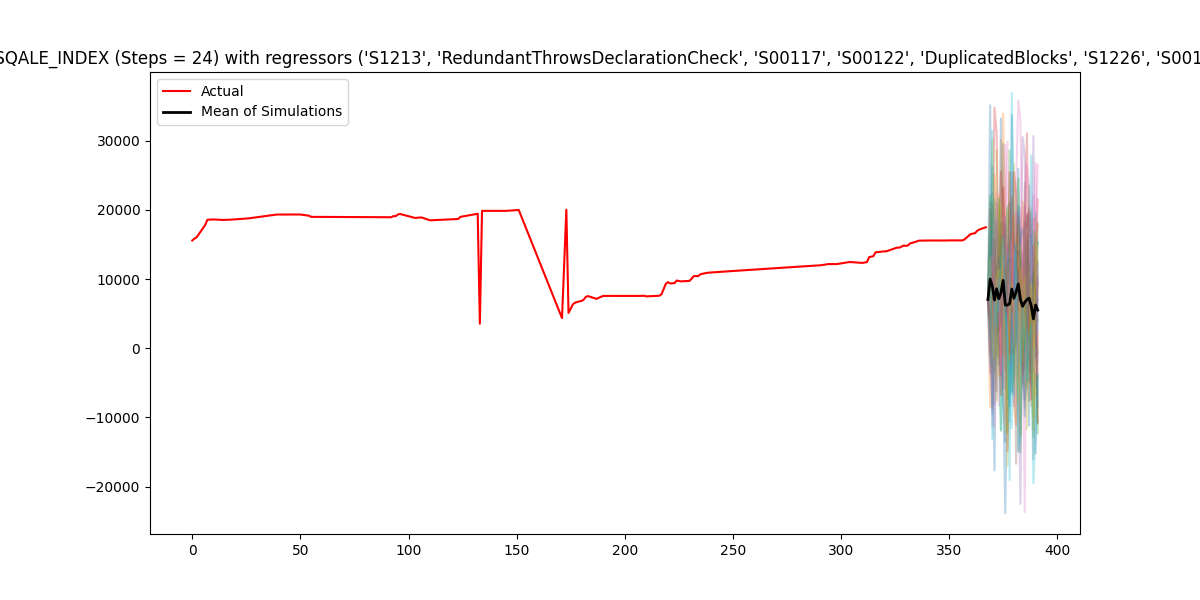 SQALE_INDEX (Steps = 24) with regressors ('S1213', 'RedundantThrowsDeclarationCheck', 'S00117', 'S00122', 'DuplicatedBlocks', 'S1226', 'S001
Actual
Mean of Simulations
30000
20000
10000
0
−10000
−20000
0 50 100 150 200 250 300 350 400